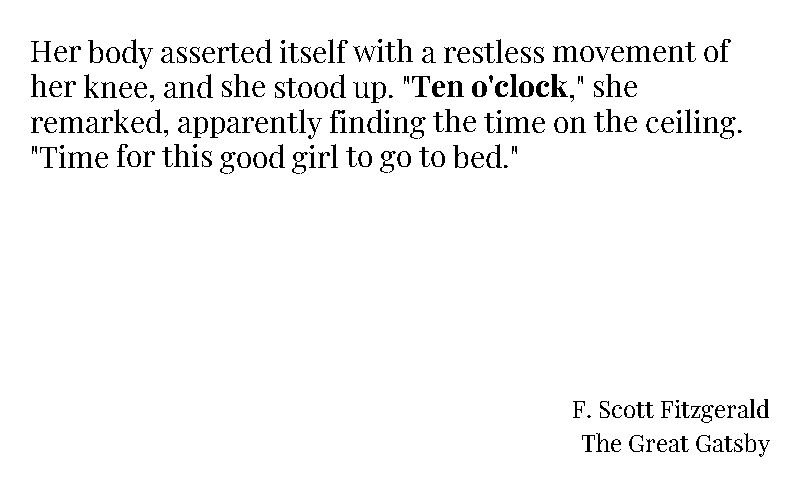 Her body asserted itself with a restless movement of
her knee, and she stood up. "Ten o'clock," she
remarked, apparently finding the time on the ceiling.
"Time for this good girl to go to bed."
F. Scott Fitzgerald
The Great Gatsby